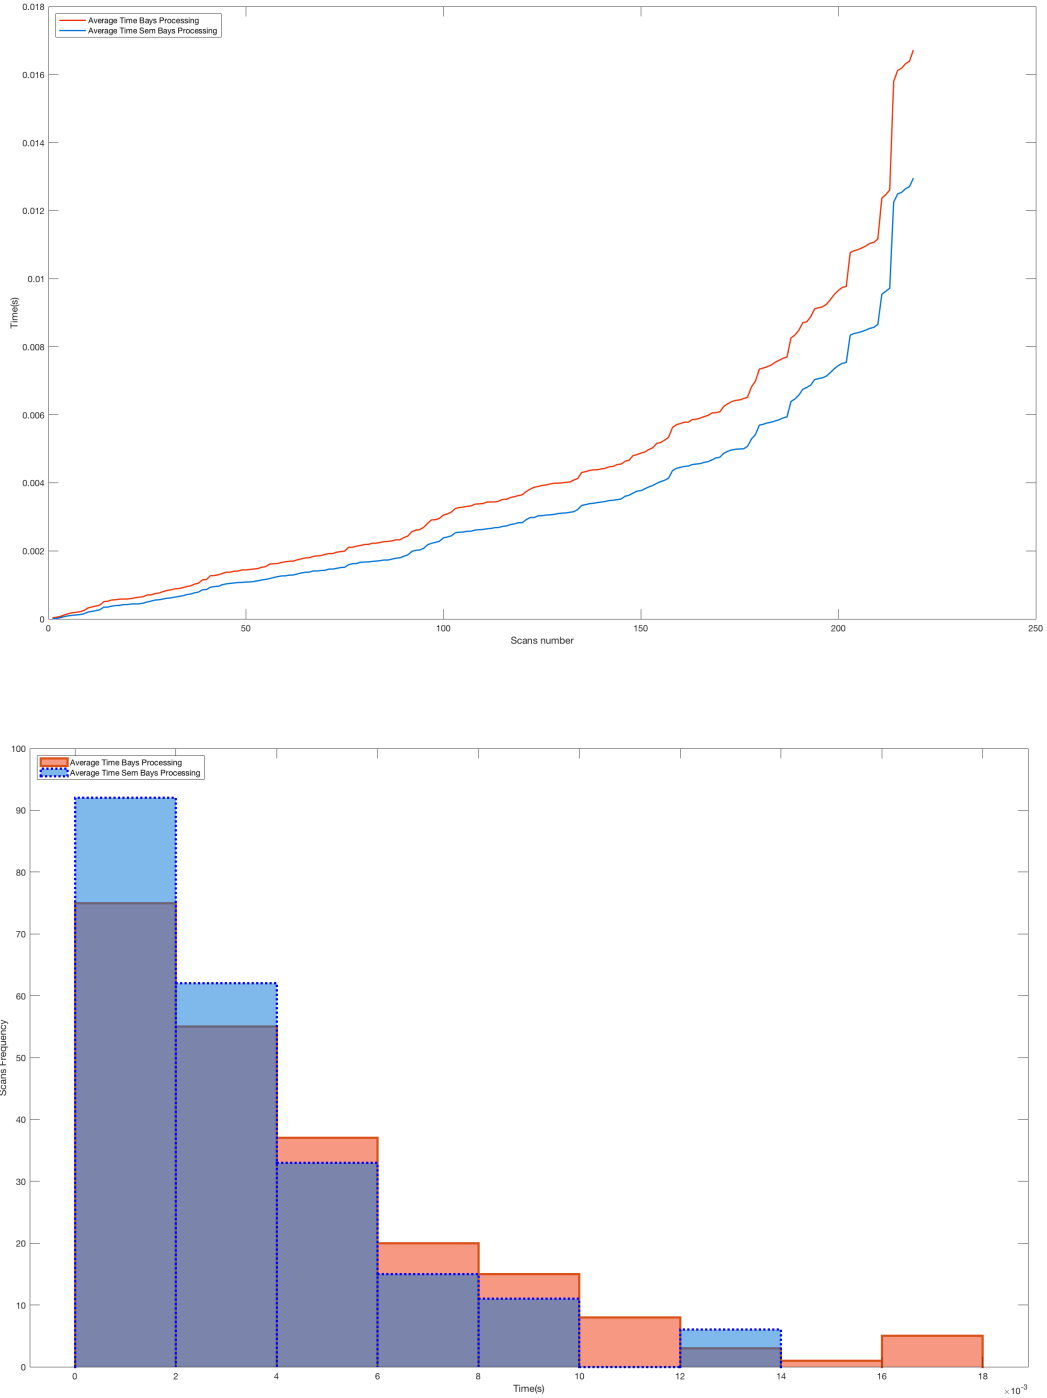 0.018
Average Time Bays Processing
Average Time Sem Bays Processing
0.016
0.014
0.012
0.01
0.008
0.006
0.004
0.002
0
Time(s)
0 50 100 150 200 250
Scans number
100
Average Time Bays Processing
Average Time Sem Bays Processing
90
80
70
60
50
40
30
20
10
0
Scans Frequency
0 2 4 6 8 10 12 14 16 18
Time(s)
×10⁻³